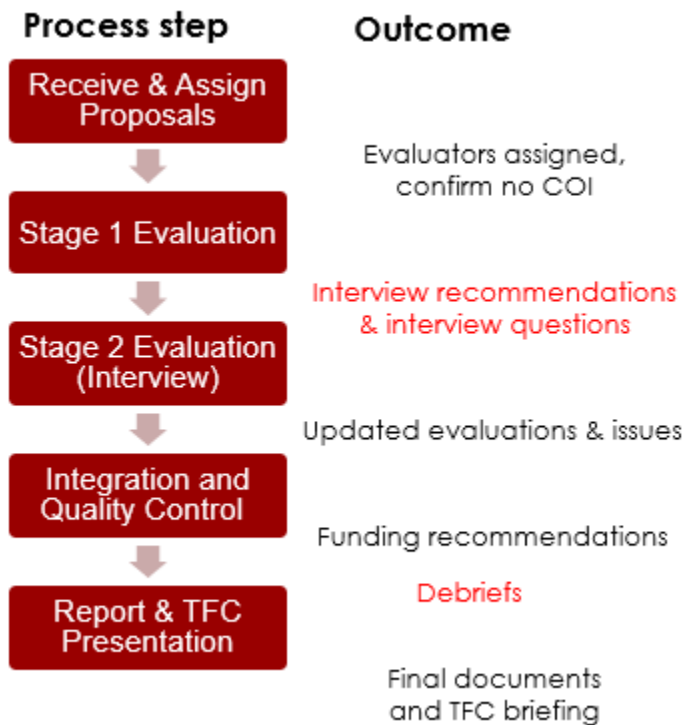 Process step
Outcome
Receive & Assign
Proposals
Evaluators assigned,
confirm no COI
Stage 1 Evaluation
Interview recommendations
& interview questions
Stage 2 Evaluation
(Interview)
Updated evaluations & issues
Integration and
Quality Control
Funding recommendations
Debriefs
Report & TFC
Presentation
Final documents
and TFC briefing